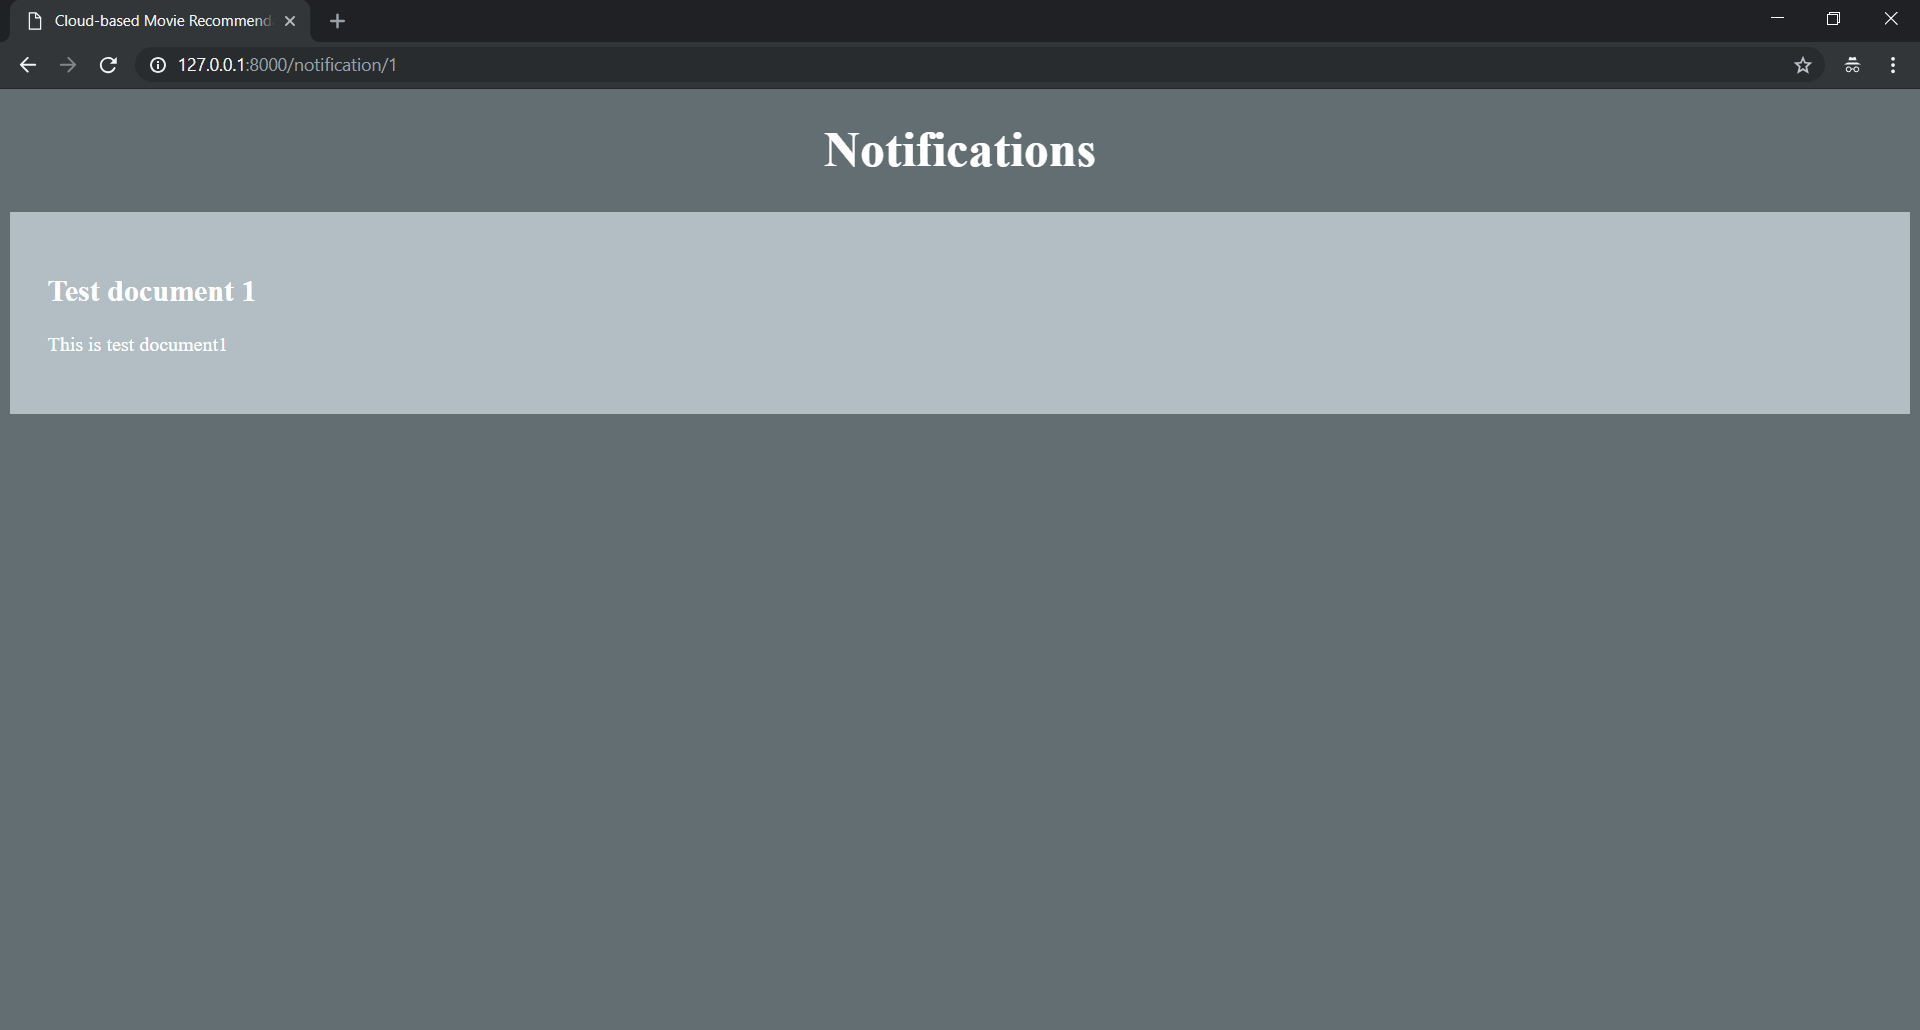 Cloud-based Movie Recommend
127.0.0.1:8000/notification/1
Notifications
Test document 1
This is test document1